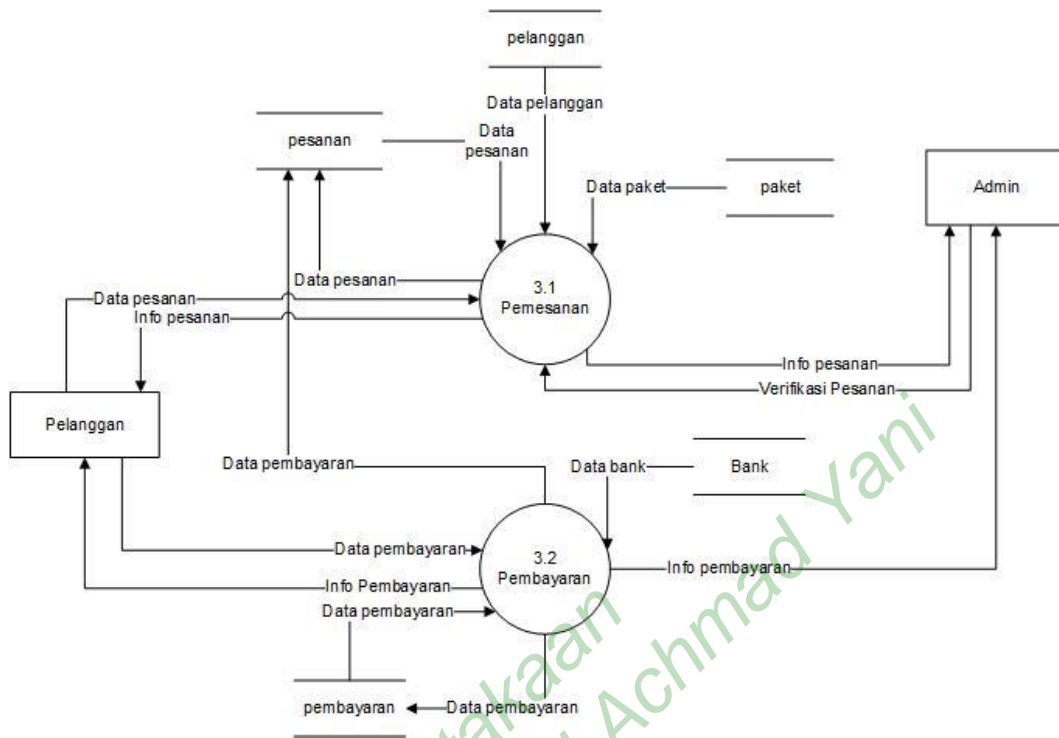 pelanggan
Data pelanggan
pesanan
Data
pesanan
Data paket
paket
Admin
Data pesanan
3.1
Pemesanan
Data pesanan
Info pesanan
Info pesanan
Verifikasi Pesanan
Pelanggan
Data pembayaran
Data bank
Bank
Data pembayaran
3.2
Pembayaran
Info pembayaran
Info Pembayaran
Data pembayaran
pembayaran
Data pembayaran
Achmad Yani